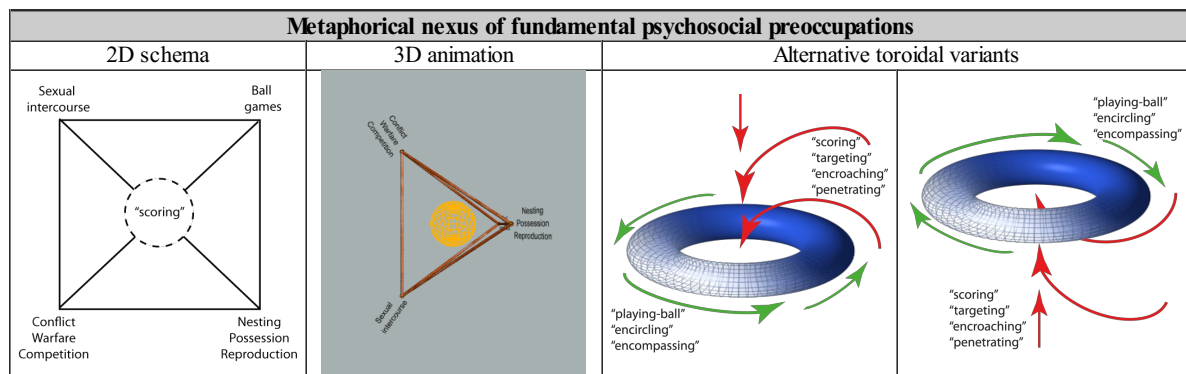 Metaphorical nexus of fundamental psychosocial preoccupations
2D schema
3D animation
Alternative toroidal variants
Sexual
intercourse
Ball
games
"scoring"
Conflict
Warfare
Competition
Nesting
Possession
Reproduction
Conflict
Warfare
Competition
Nesting
Possession
Reproduction
Sexual
intercourse
"scoring"
"targeting"
"encroaching"
"penetrating"
"playing-ball"
"encircling"
"encompassing"
"playing-ball"
"encircling"
"encompassing"
"scoring"
"targeting"
"encroaching"
"penetrating"